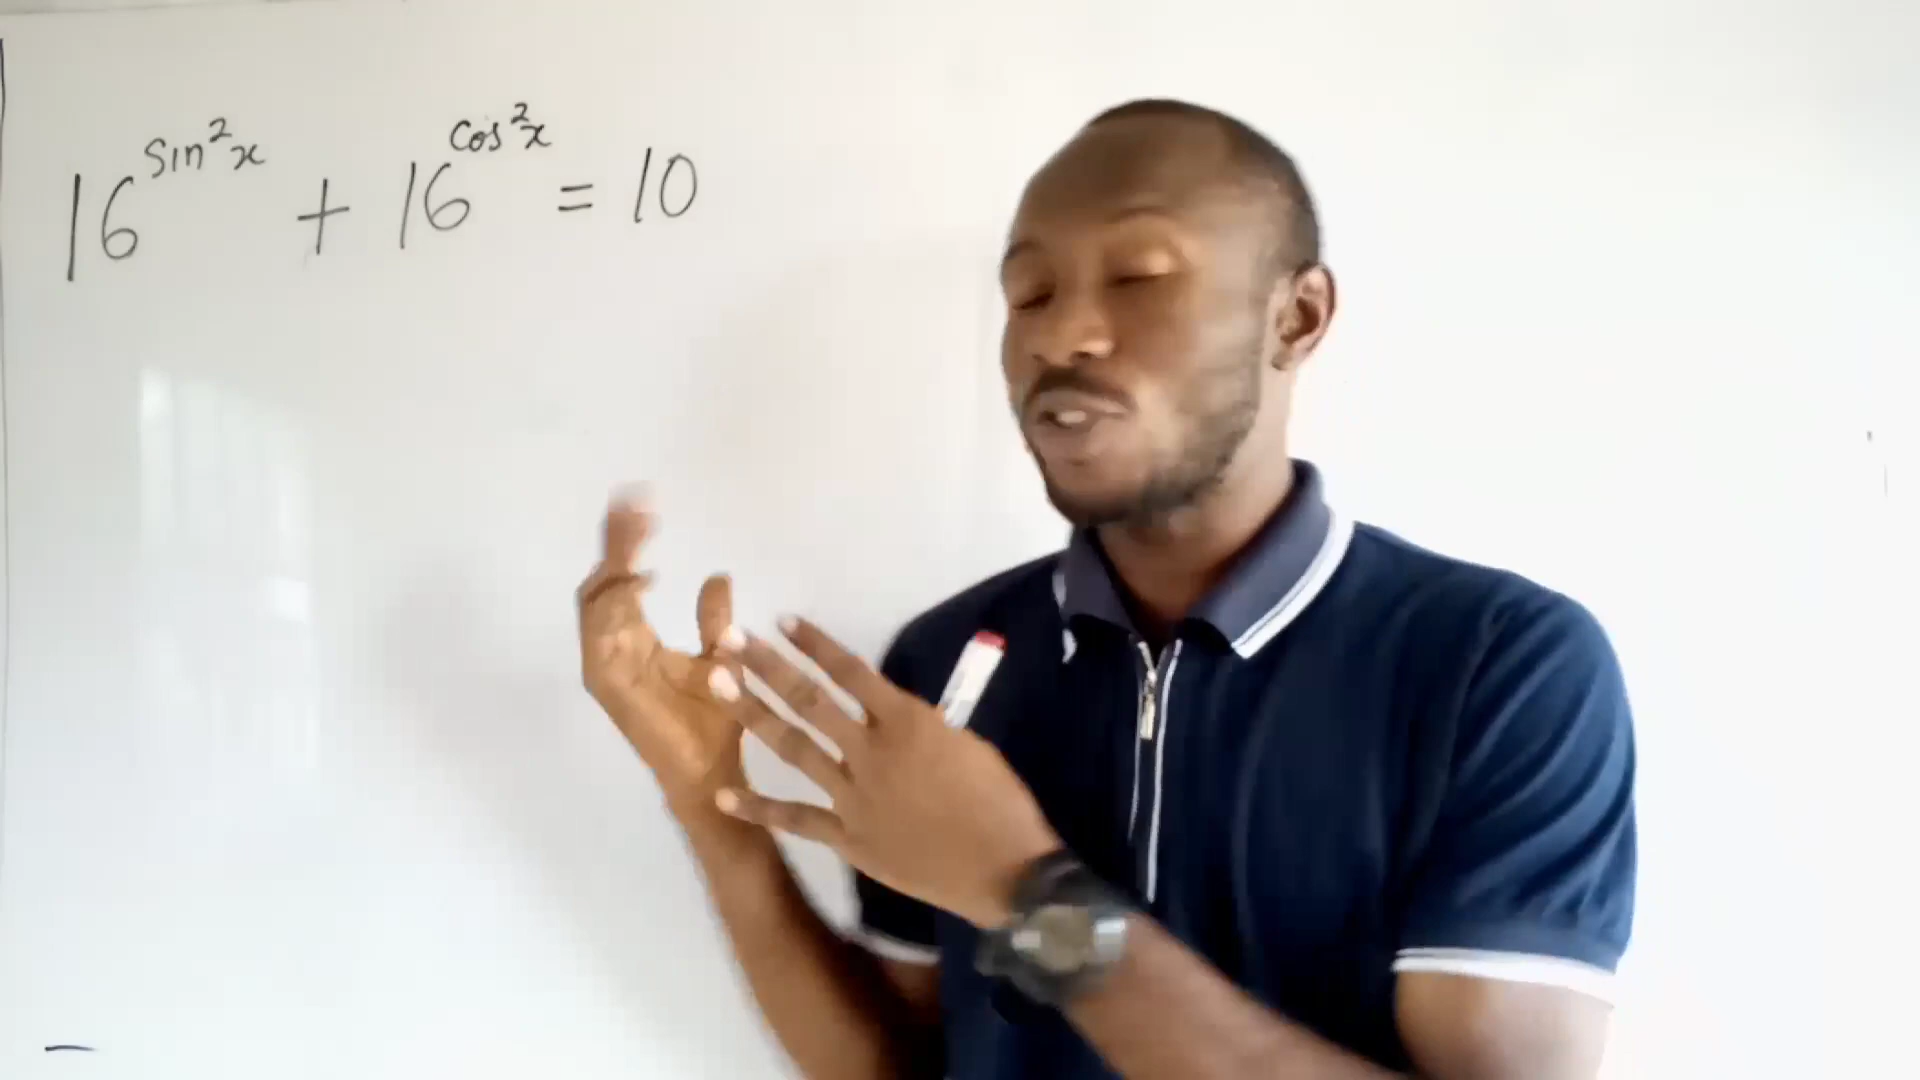 16^{sin²x} + 16^{cos²x} = 10